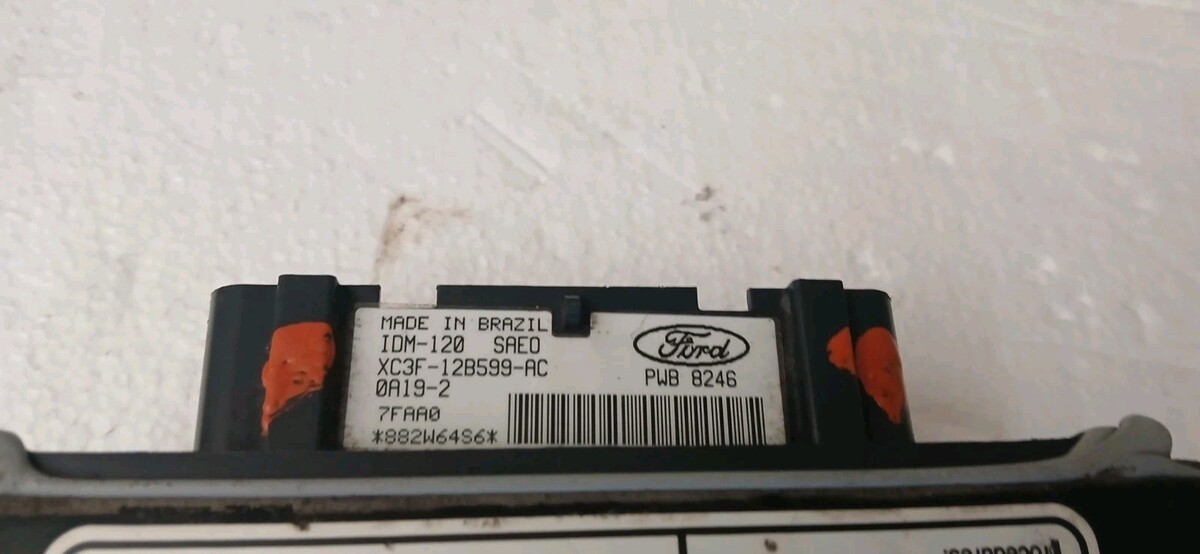 MADE IN BRAZIL
IDM-120 SAEO
XC3F-12B599-AC
0A19-2
7FAA0
*882W64S6*
Ford
PWB 8246